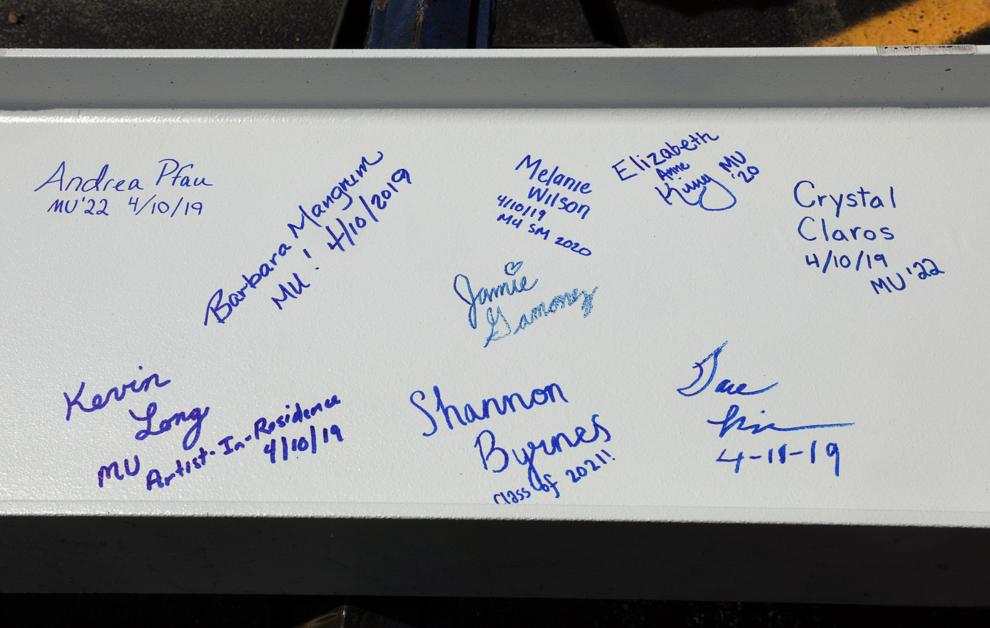 Andrea Pfau
MU'22 4/10/19
Barbara Mangrum
MU! 4/10/2019
Melanie
Wilson
4/10/19
MU SM 2020
Elizabeth
Anne
King MU
'20
Crystal
Claros
4/10/19
MU'22
Jamie
Gamonez
Kevin
Long
MU Artist-In-Residence
4/10/19
Shannon
Byrnes
class of 2021!
4-11-19